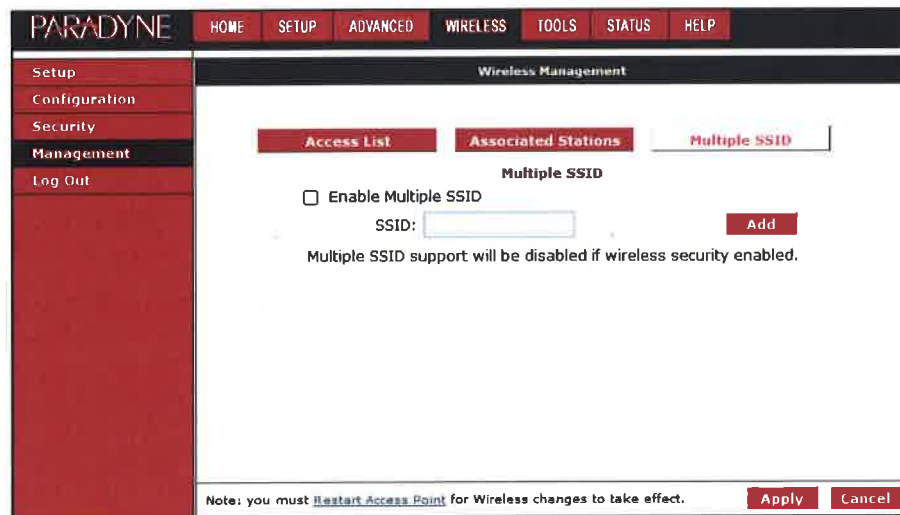 PARADYNE
HOME SETUP ADVANCED WIRELESS TOOLS STATUS HELP
Setup
Configuration
Security
Management
Log Out
Wireless Management
Access List Associated Stations Multiple SSID
Multiple SSID
Enable Multiple SSID
SSID: Add
Multiple SSID support will be disabled if wireless security enabled.
Note: you must Restart Access Point for Wireless changes to take effect. Apply Cancel